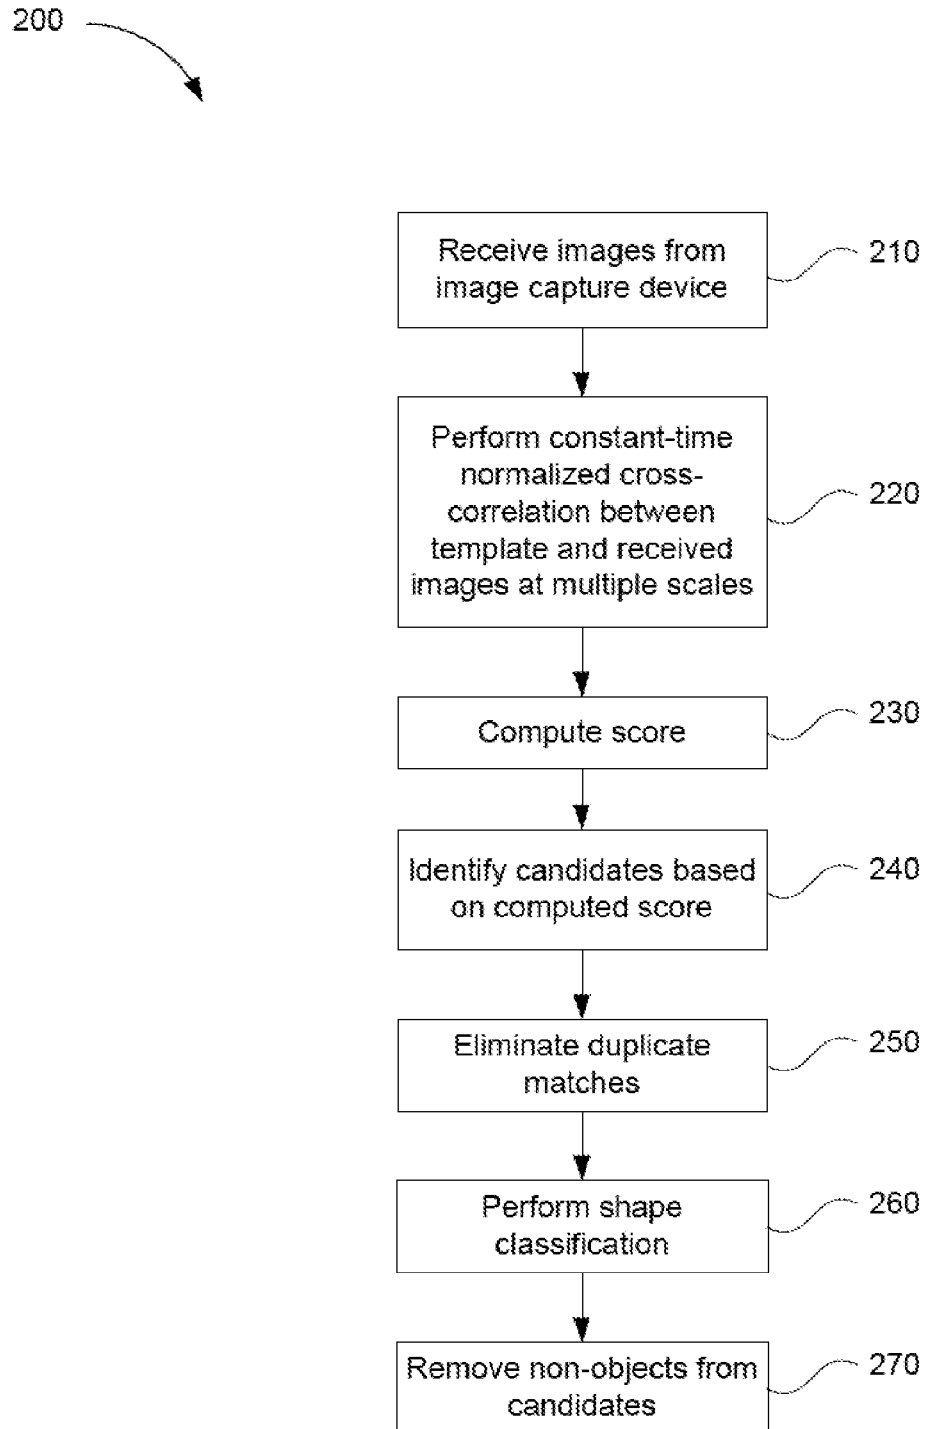 200
Receive images from
image capture device
210
Perform constant-time
normalized cross-
correlation between
template and received
images at multiple scales
220
Compute score
230
Identify candidates based
on computed score
240
Eliminate duplicate
matches
250
Perform shape
classification
260
Remove non-objects from
candidates
270